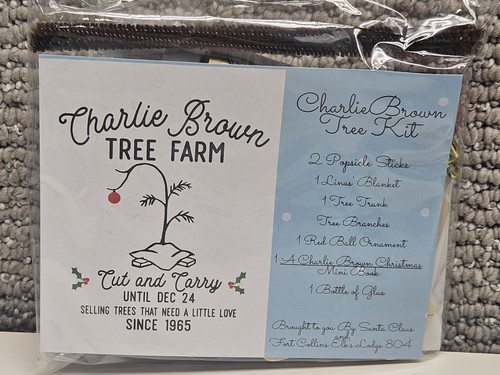 Charlie Brown
TREE FARM
Cut and Carry
UNTIL DEC 24
SELLING TREES THAT NEED A LITTLE LOVE
SINCE 1965
Charlie Brown
Tree Kit
2 Popsicle Sticks
1 Linus' Blanket
1 Tree Trunk
Tree Branches
1 Red Ball Ornament
1 A Charlie Brown Christmas
Mini Book
1 Bottle of Glue
Brought to you By Santa Claus
and
Fort Collins Elk's Lodge 804